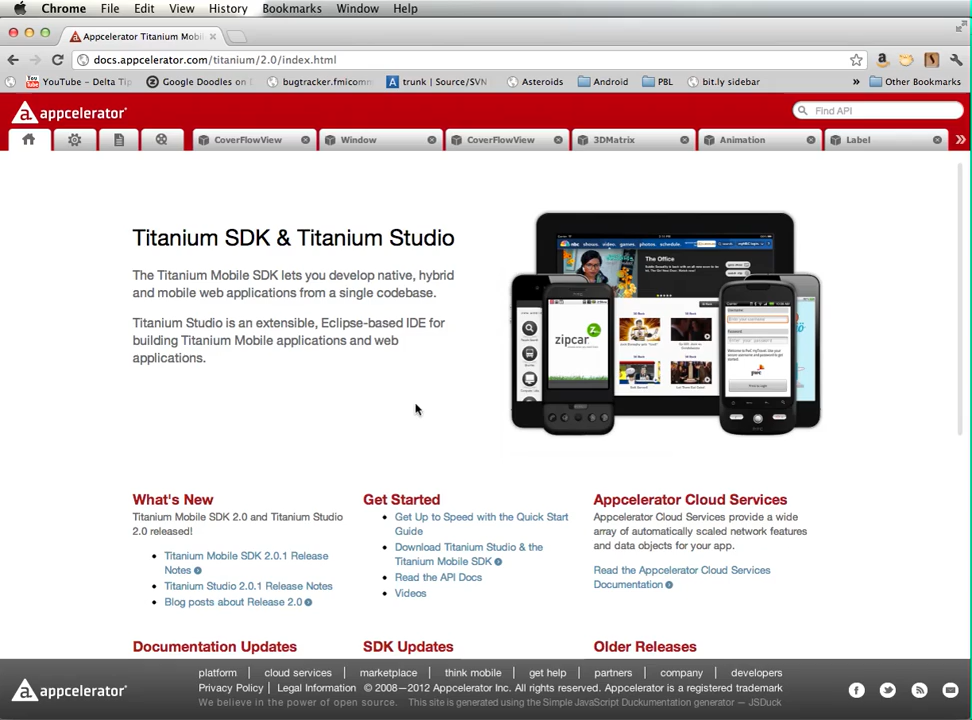 Chrome File Edit View History Bookmarks Window Help
Appcelerator Titanium Mobil
docs.appcelerator.com/titanium/2.0/index.html
YouTube - Delta Tip Google Doodles on bugtracker.fmicomm trunk | Source/SVN Asteroids Android PBL bit.ly sidebar » Other Bookmarks
appcelerator Find API
CoverFlowView Window CoverFlowView 3DMatrix Animation Label »
Titanium SDK & Titanium Studio
The Titanium Mobile SDK lets you develop native, hybrid
and mobile web applications from a single codebase.
Titanium Studio is an extensible, Eclipse-based IDE for
building Titanium Mobile applications and web
applications.
The Office
zipcar
pwc
What's New
Titanium Mobile SDK 2.0 and Titanium Studio
2.0 released!
Titanium Mobile SDK 2.0.1 Release
Notes
Titanium Studio 2.0.1 Release Notes
Blog posts about Release 2.0
Get Started
Get Up to Speed with the Quick Start
Guide
Download Titanium Studio & the
Titanium Mobile SDK
Read the API Docs
Videos
Appcelerator Cloud Services
Appcelerator Cloud Services provide a wide
array of automatically scaled network features
and data objects for your app.
Read the Appcelerator Cloud Services
Documentation
Documentation Updates SDK Updates Older Releases
appcelerator
platform | cloud services | marketplace | think mobile | get help | partners | company | developers
Privacy Policy | Legal Information | © 2008—2012 Appcelerator Inc. All rights reserved. Appcelerator is a registered trademark
We believe in the power of open source. This site is generated using the Simple JavaScript Duckumentation generator — JSDuck